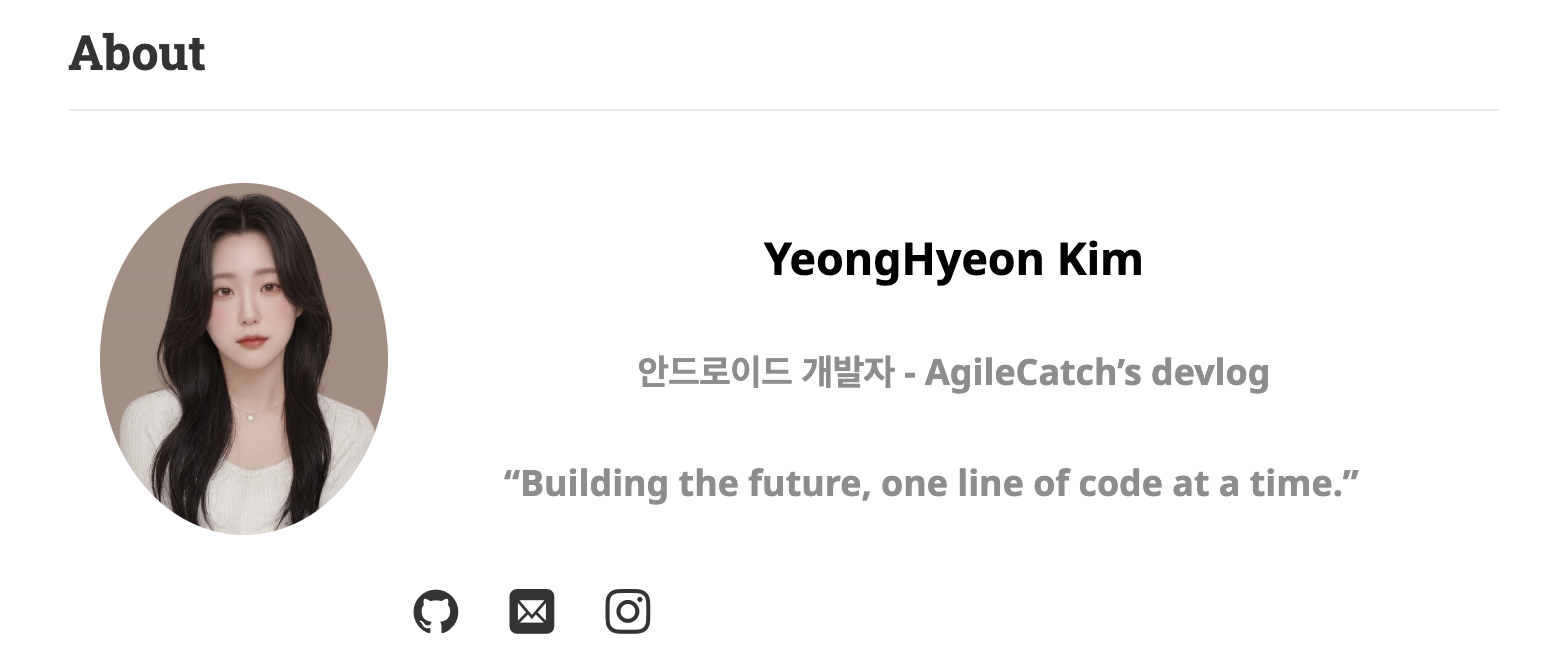 About
YeongHyeon Kim
안드로이드 개발자 - AgileCatch’s devlog
“Building the future, one line of code at a time.”